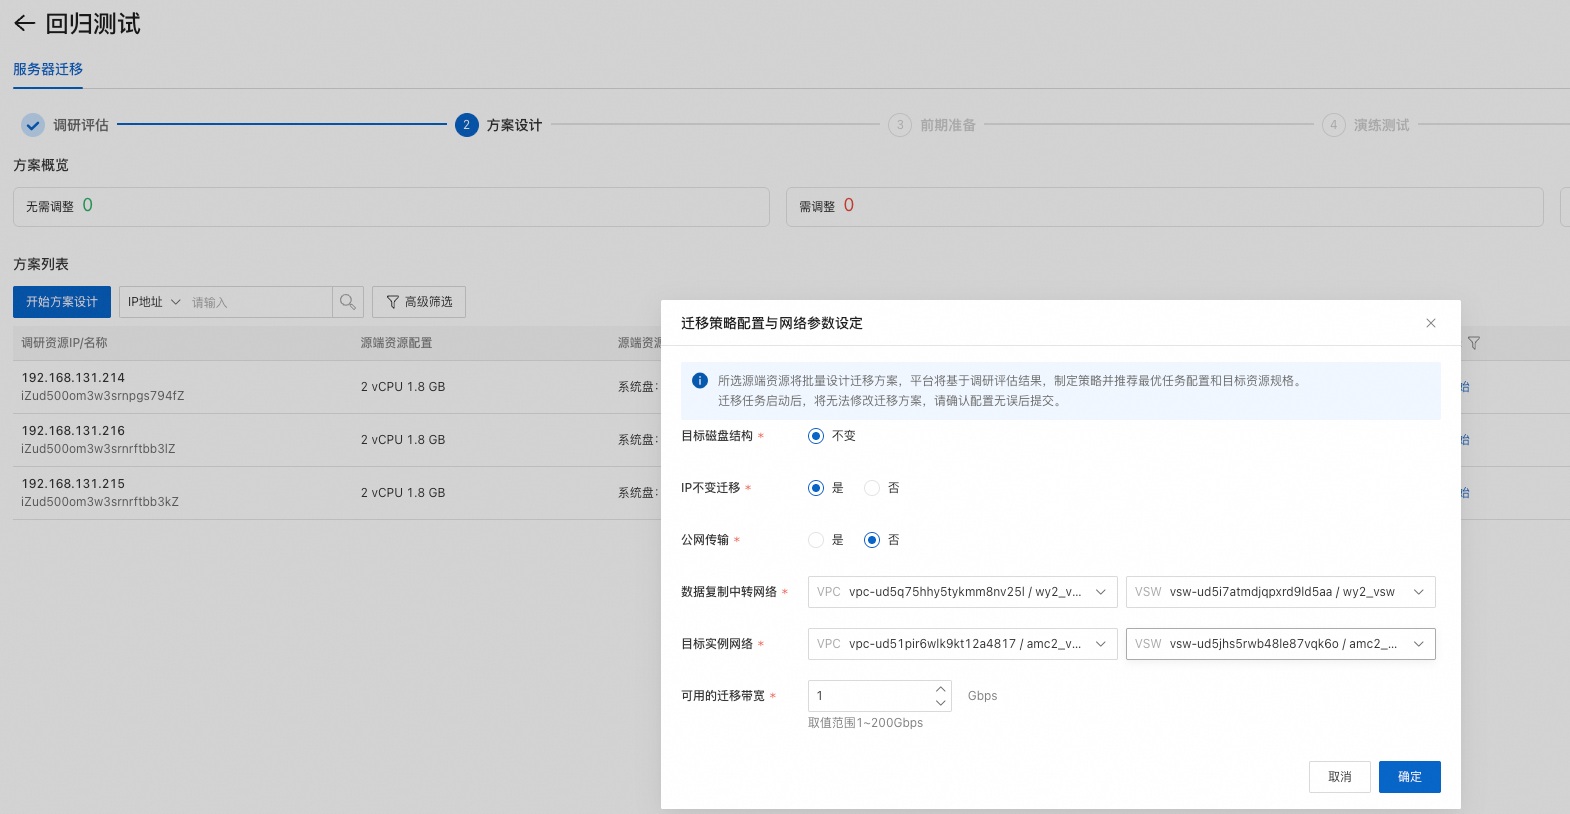 回归测试
服务器迁移
调研评估
2 方案设计
3 前期准备
4 演练测试
方案概览
无需调整 0
需调整 0
方案列表
开始方案设计 IP地址 请输入 高级筛选
调研资源IP/名称 源端资源配置 源端资源
192.168.131.214
iZud500om3w3srnpgs794fZ
2 vCPU 1.8 GB 系统盘:
192.168.131.216
iZud500om3w3srnrftbb3lZ
2 vCPU 1.8 GB 系统盘:
192.168.131.215
iZud500om3w3srnrftbb3kZ
2 vCPU 1.8 GB 系统盘:
迁移策略配置与网络参数设定
所选源端资源将批量设计迁移方案，平台将基于调研评估结果，制定策略并推荐最优任务配置和目标资源规格。
迁移任务启动后，将无法修改迁移方案，请确认配置无误后提交。
目标磁盘结构 * 不变
IP不变迁移 * 是 否
公网传输 * 是 否
数据复制中转网络 * VPC vpc-ud5q75hhy5tykmm8nv25l / wy2_v... VSW vsw-ud5i7atmdjqpxrd9ld5aa / wy2_vsw
目标实例网络 * VPC vpc-ud51pir6wlk9kt12a4817 / amc2_v... VSW vsw-ud5jhs5rwb48le87vqk6o / amc2_...
可用的迁移带宽 * 1 Gbps
取值范围1~200Gbps
取消 确定